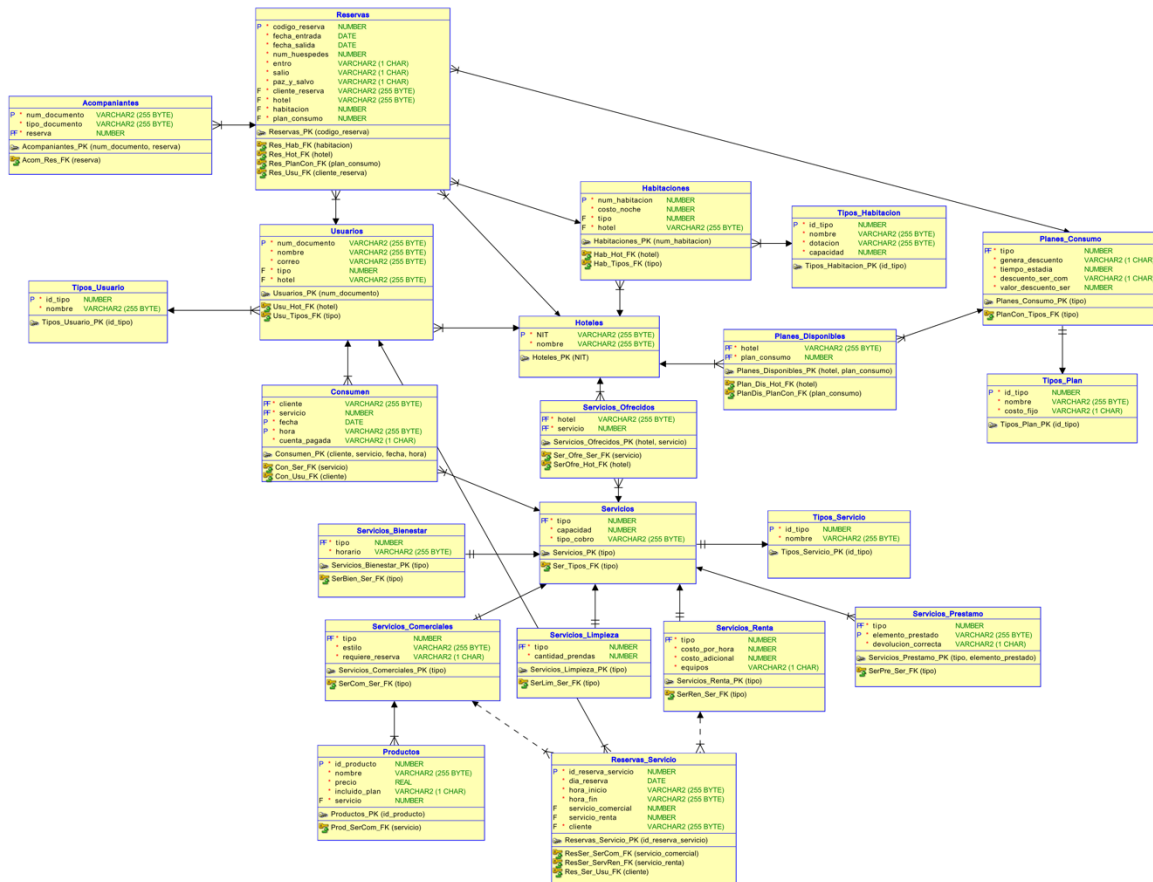 Reservas
P * codigo_reserva NUMBER
* fecha_entrada DATE
* fecha_salida DATE
* num_huespedes NUMBER
* entro VARCHAR2 (1 CHAR)
* salio VARCHAR2 (1 CHAR)
* paz_y_salvo VARCHAR2 (1 CHAR)
F * cliente_reserva VARCHAR2 (255 BYTE)
F * hotel VARCHAR2 (255 BYTE)
F * habitacion NUMBER
F * plan_consumo NUMBER
Reservas_PK (codigo_reserva)
Res_Hab_FK (habitacion)
Res_Hot_FK (hotel)
Res_PlanCon_FK (plan_consumo)
Res_Usu_FK (cliente_reserva)
Acompaniantes
P * num_documento VARCHAR2 (255 BYTE)
* tipo_documento VARCHAR2 (255 BYTE)
PF * reserva NUMBER
Acompaniantes_PK (num_documento, reserva)
Acom_Res_FK (reserva)
Habitaciones
P * num_habitacion NUMBER
* costo_noche NUMBER
F * tipo NUMBER
F * hotel VARCHAR2 (255 BYTE)
Habitaciones_PK (num_habitacion)
Hab_Hot_FK (hotel)
Hab_Tipos_FK (tipo)
Tipos_Habitacion
P * id_tipo NUMBER
* nombre VARCHAR2 (255 BYTE)
* dotacion VARCHAR2 (255 BYTE)
* capacidad NUMBER
Tipos_Habitacion_PK (id_tipo)
Planes_Consumo
PF * tipo NUMBER
* genera_descuento VARCHAR2 (1 CHAR)
* tiempo_estadia NUMBER
* descuento_ser_com VARCHAR2 (1 CHAR)
* valor_descuento_ser NUMBER
Planes_Consumo_PK (tipo)
PlanCon_Tipos_FK (tipo)
Usuarios
P * num_documento VARCHAR2 (255 BYTE)
* nombre VARCHAR2 (255 BYTE)
* correo VARCHAR2 (255 BYTE)
F * tipo NUMBER
F * hotel VARCHAR2 (255 BYTE)
Usuarios_PK (num_documento)
Usu_Hot_FK (hotel)
Usu_Tipos_FK (tipo)
Tipos_Usuario
P * id_tipo NUMBER
* nombre VARCHAR2 (255 BYTE)
Tipos_Usuario_PK (id_tipo)
Hoteles
P * NIT VARCHAR2 (255 BYTE)
* nombre VARCHAR2 (255 BYTE)
Hoteles_PK (NIT)
Planes_Disponibles
PF * hotel VARCHAR2 (255 BYTE)
PF * plan_consumo NUMBER
Planes_Disponibles_PK (hotel, plan_consumo)
Plan_Dis_Hot_FK (hotel)
PlanDis_PlanCon_FK (plan_consumo)
Tipos_Plan
P * id_tipo NUMBER
* nombre VARCHAR2 (255 BYTE)
* costo_fijo VARCHAR2 (1 CHAR)
Tipos_Plan_PK (id_tipo)
Consumen
PF * cliente VARCHAR2 (255 BYTE)
PF * servicio NUMBER
P * fecha DATE
P * hora VARCHAR2 (255 BYTE)
* cuenta_pagada VARCHAR2 (1 CHAR)
Consumen_PK (cliente, servicio, fecha, hora)
Con_Ser_FK (servicio)
Con_Usu_FK (cliente)
Servicios_Ofrecidos
PF * hotel VARCHAR2 (255 BYTE)
PF * servicio NUMBER
Servicios_Ofrecidos_PK (hotel, servicio)
Ser_Ofre_Ser_FK (servicio)
SerOfre_Hot_FK (hotel)
Servicios
PF * tipo NUMBER
* capacidad NUMBER
* tipo_cobro VARCHAR2 (255 BYTE)
Servicios_PK (tipo)
Ser_Tipos_FK (tipo)
Tipos_Servicio
P * id_tipo NUMBER
* nombre VARCHAR2 (255 BYTE)
Tipos_Servicio_PK (id_tipo)
Servicios_Bienestar
PF * tipo NUMBER
* horario VARCHAR2 (255 BYTE)
Servicios_Bienestar_PK (tipo)
SerBien_Ser_FK (tipo)
Servicios_Comerciales
PF * tipo NUMBER
* estilo VARCHAR2 (255 BYTE)
* requiere_reserva VARCHAR2 (1 CHAR)
Servicios_Comerciales_PK (tipo)
SerCom_Ser_FK (tipo)
Servicios_Limpieza
PF * tipo NUMBER
* cantidad_prendas NUMBER
Servicios_Limpieza_PK (tipo)
SerLim_Ser_FK (tipo)
Servicios_Renta
PF * tipo NUMBER
* costo_por_hora NUMBER
* costo_adicional NUMBER
* equipos VARCHAR2 (1 CHAR)
Servicios_Renta_PK (tipo)
SerRen_Ser_FK (tipo)
Servicios_Prestamo
PF * tipo NUMBER
P * elemento_prestado VARCHAR2 (255 BYTE)
* devolucion_correcta VARCHAR2 (1 CHAR)
Servicios_Prestamo_PK (tipo, elemento_prestado)
SerPre_Ser_FK (tipo)
Productos
P * id_producto NUMBER
* nombre VARCHAR2 (255 BYTE)
* precio REAL
* incluido_plan VARCHAR2 (1 CHAR)
F * servicio NUMBER
Productos_PK (id_producto)
Prod_SerCom_FK (servicio)
Reservas_Servicio
P * id_reserva_servicio NUMBER
* dia_reserva DATE
* hora_inicio VARCHAR2 (255 BYTE)
* hora_fin VARCHAR2 (255 BYTE)
F servicio_comercial NUMBER
F servicio_renta NUMBER
F * cliente VARCHAR2 (255 BYTE)
Reservas_Servicio_PK (id_reserva_servicio)
ResSer_SerCom_FK (servicio_comercial)
ResSer_ServRen_FK (servicio_renta)
Res_Ser_Usu_FK (cliente)